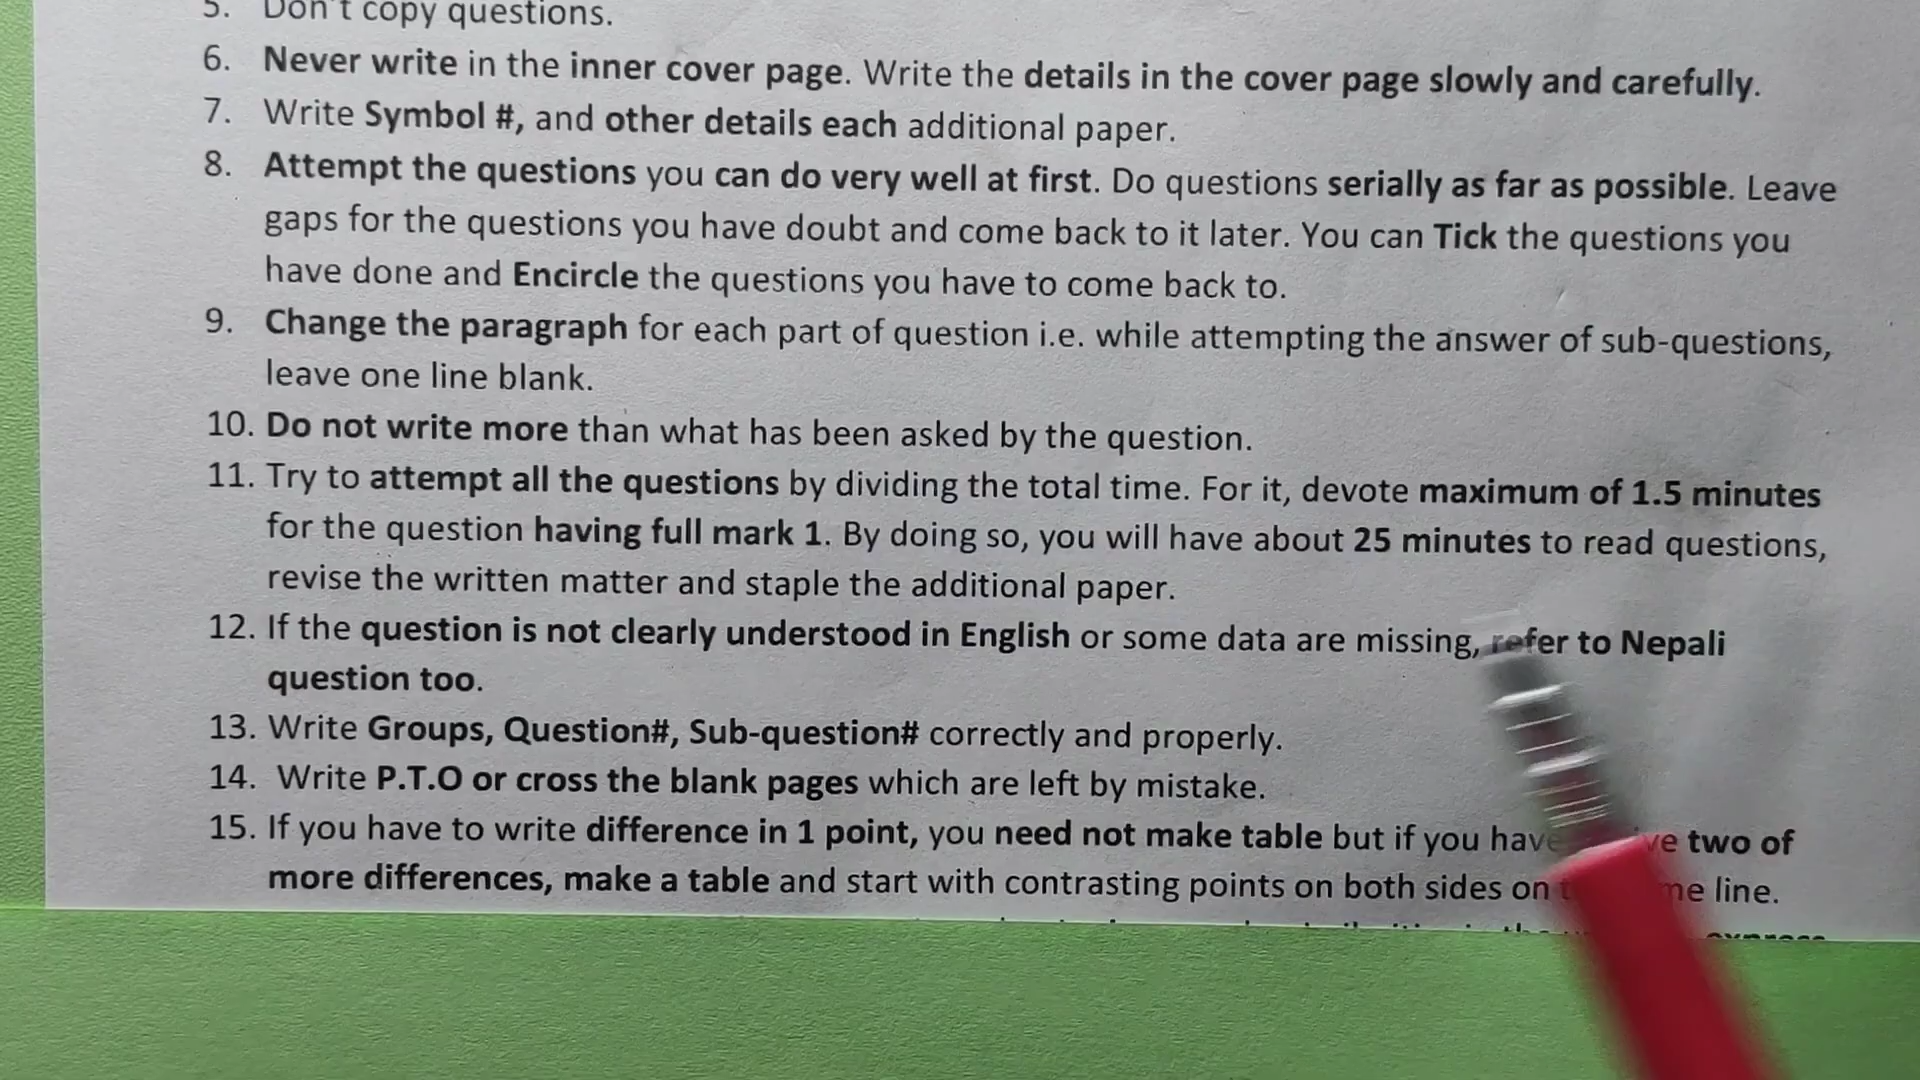 5. Don't copy questions.
6. Never write in the inner cover page. Write the details in the cover page slowly and carefully.
7. Write Symbol #, and other details each additional paper.
8. Attempt the questions you can do very well at first. Do questions serially as far as possible. Leave
gaps for the questions you have doubt and come back to it later. You can Tick the questions you
have done and Encircle the questions you have to come back to.
9. Change the paragraph for each part of question i.e. while attempting the answer of sub-questions,
leave one line blank.
10. Do not write more than what has been asked by the question.
11. Try to attempt all the questions by dividing the total time. For it, devote maximum of 1.5 minutes
for the question having full mark 1. By doing so, you will have about 25 minutes to read questions,
revise the written matter and staple the additional paper.
12. If the question is not clearly understood in English or some data are missing, refer to Nepali
question too.
13. Write Groups, Question#, Sub-question# correctly and properly.
14. Write P.T.O or cross the blank pages which are left by mistake.
15. If you have to write difference in 1 point, you need not make table but if you have two of
more differences, make a table and start with contrasting points on both sides on line.